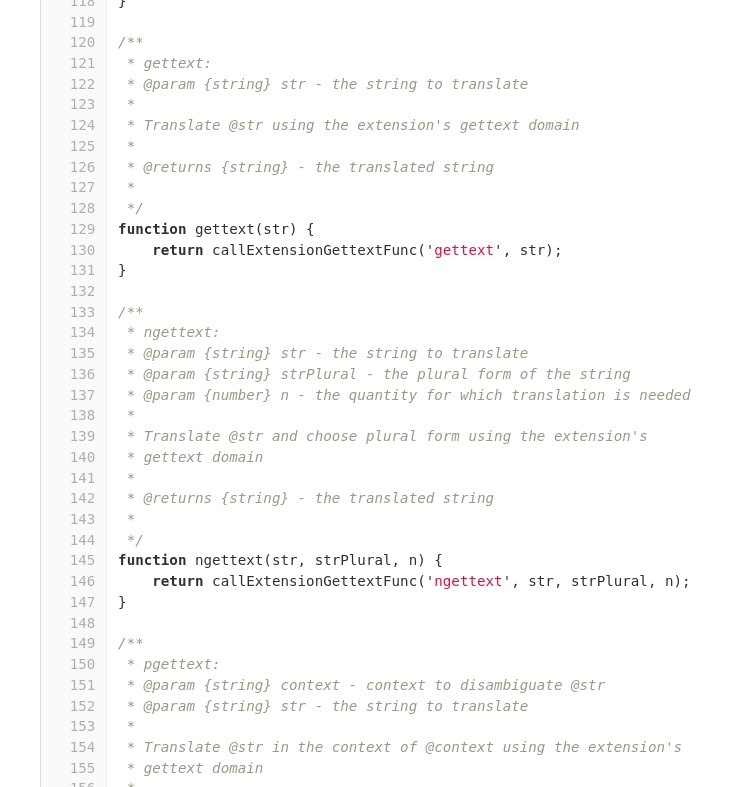 118 }
119
120 /**
121  * gettext:
122  * @param {string} str - the string to translate
123  *
124  * Translate @str using the extension's gettext domain
125  *
126  * @returns {string} - the translated string
127  *
128  */
129 function gettext(str) {
130     return callExtensionGettextFunc('gettext', str);
131 }
132
133 /**
134  * ngettext:
135  * @param {string} str - the string to translate
136  * @param {string} strPlural - the plural form of the string
137  * @param {number} n - the quantity for which translation is needed
138  *
139  * Translate @str and choose plural form using the extension's
140  * gettext domain
141  *
142  * @returns {string} - the translated string
143  *
144  */
145 function ngettext(str, strPlural, n) {
146     return callExtensionGettextFunc('ngettext', str, strPlural, n);
147 }
148
149 /**
150  * pgettext:
151  * @param {string} context - context to disambiguate @str
152  * @param {string} str - the string to translate
153  *
154  * Translate @str in the context of @context using the extension's
155  * gettext domain
156  *